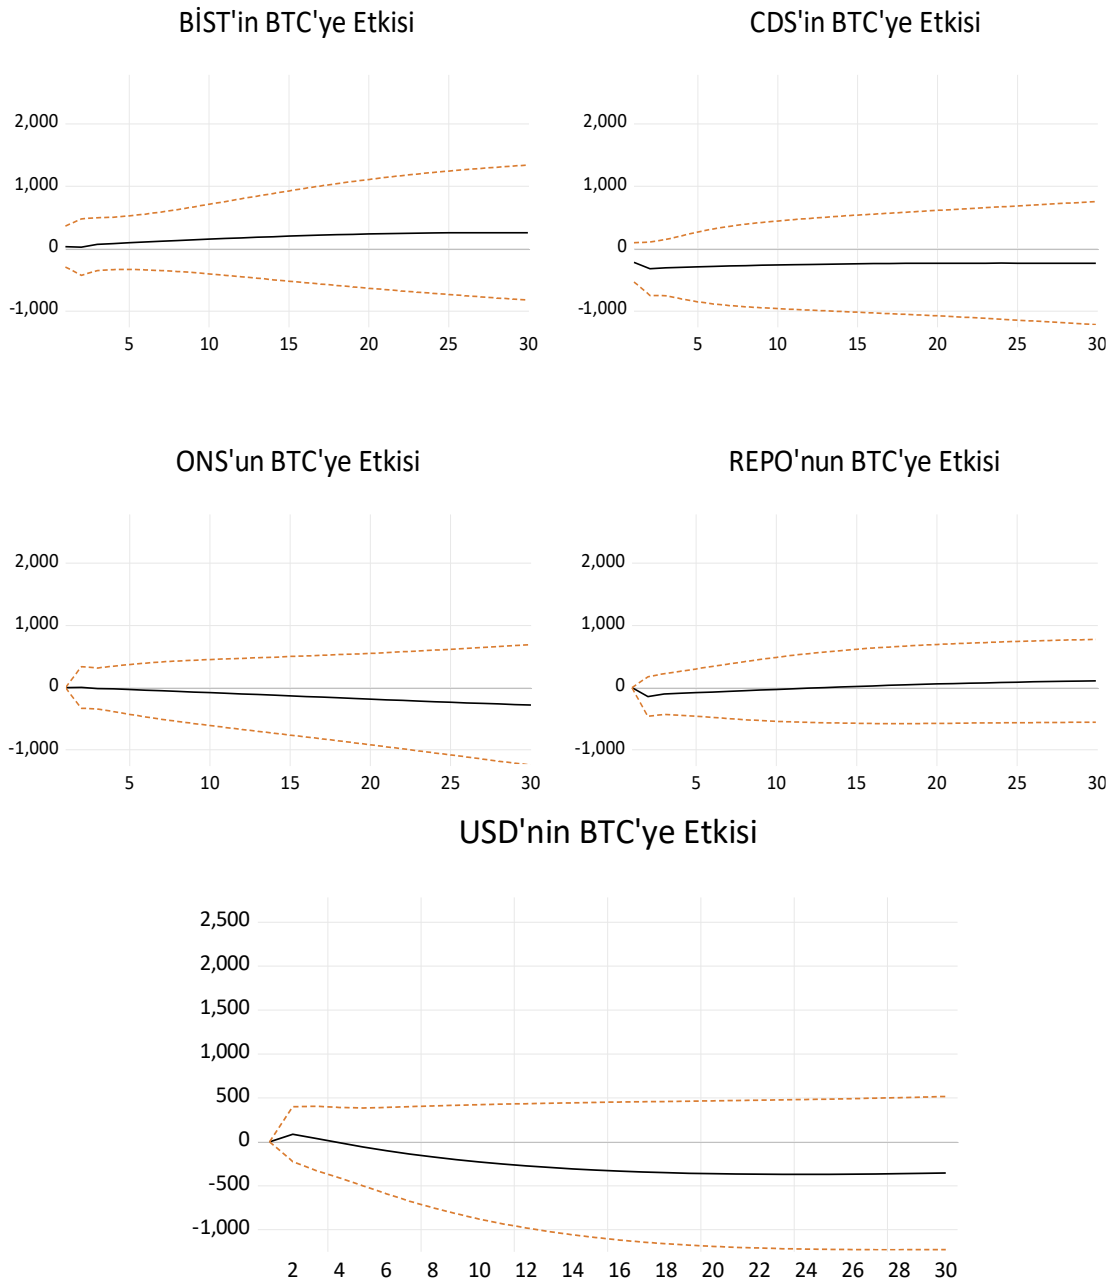 BİST'in BTC'ye Etkisi
2,000
1,000
0
-1,000
5 10 15 20 25 30
CDS'in BTC'ye Etkisi
2,000
1,000
0
-1,000
5 10 15 20 25 30
ONS'un BTC'ye Etkisi
2,000
1,000
0
-1,000
5 10 15 20 25 30
REPO'nun BTC'ye Etkisi
2,000
1,000
0
-1,000
5 10 15 20 25 30
USD'nin BTC'ye Etkisi
2,500
2,000
1,500
1,000
500
0
-500
-1,000
2 4 6 8 10 12 14 16 18 20 22 24 26 28 30